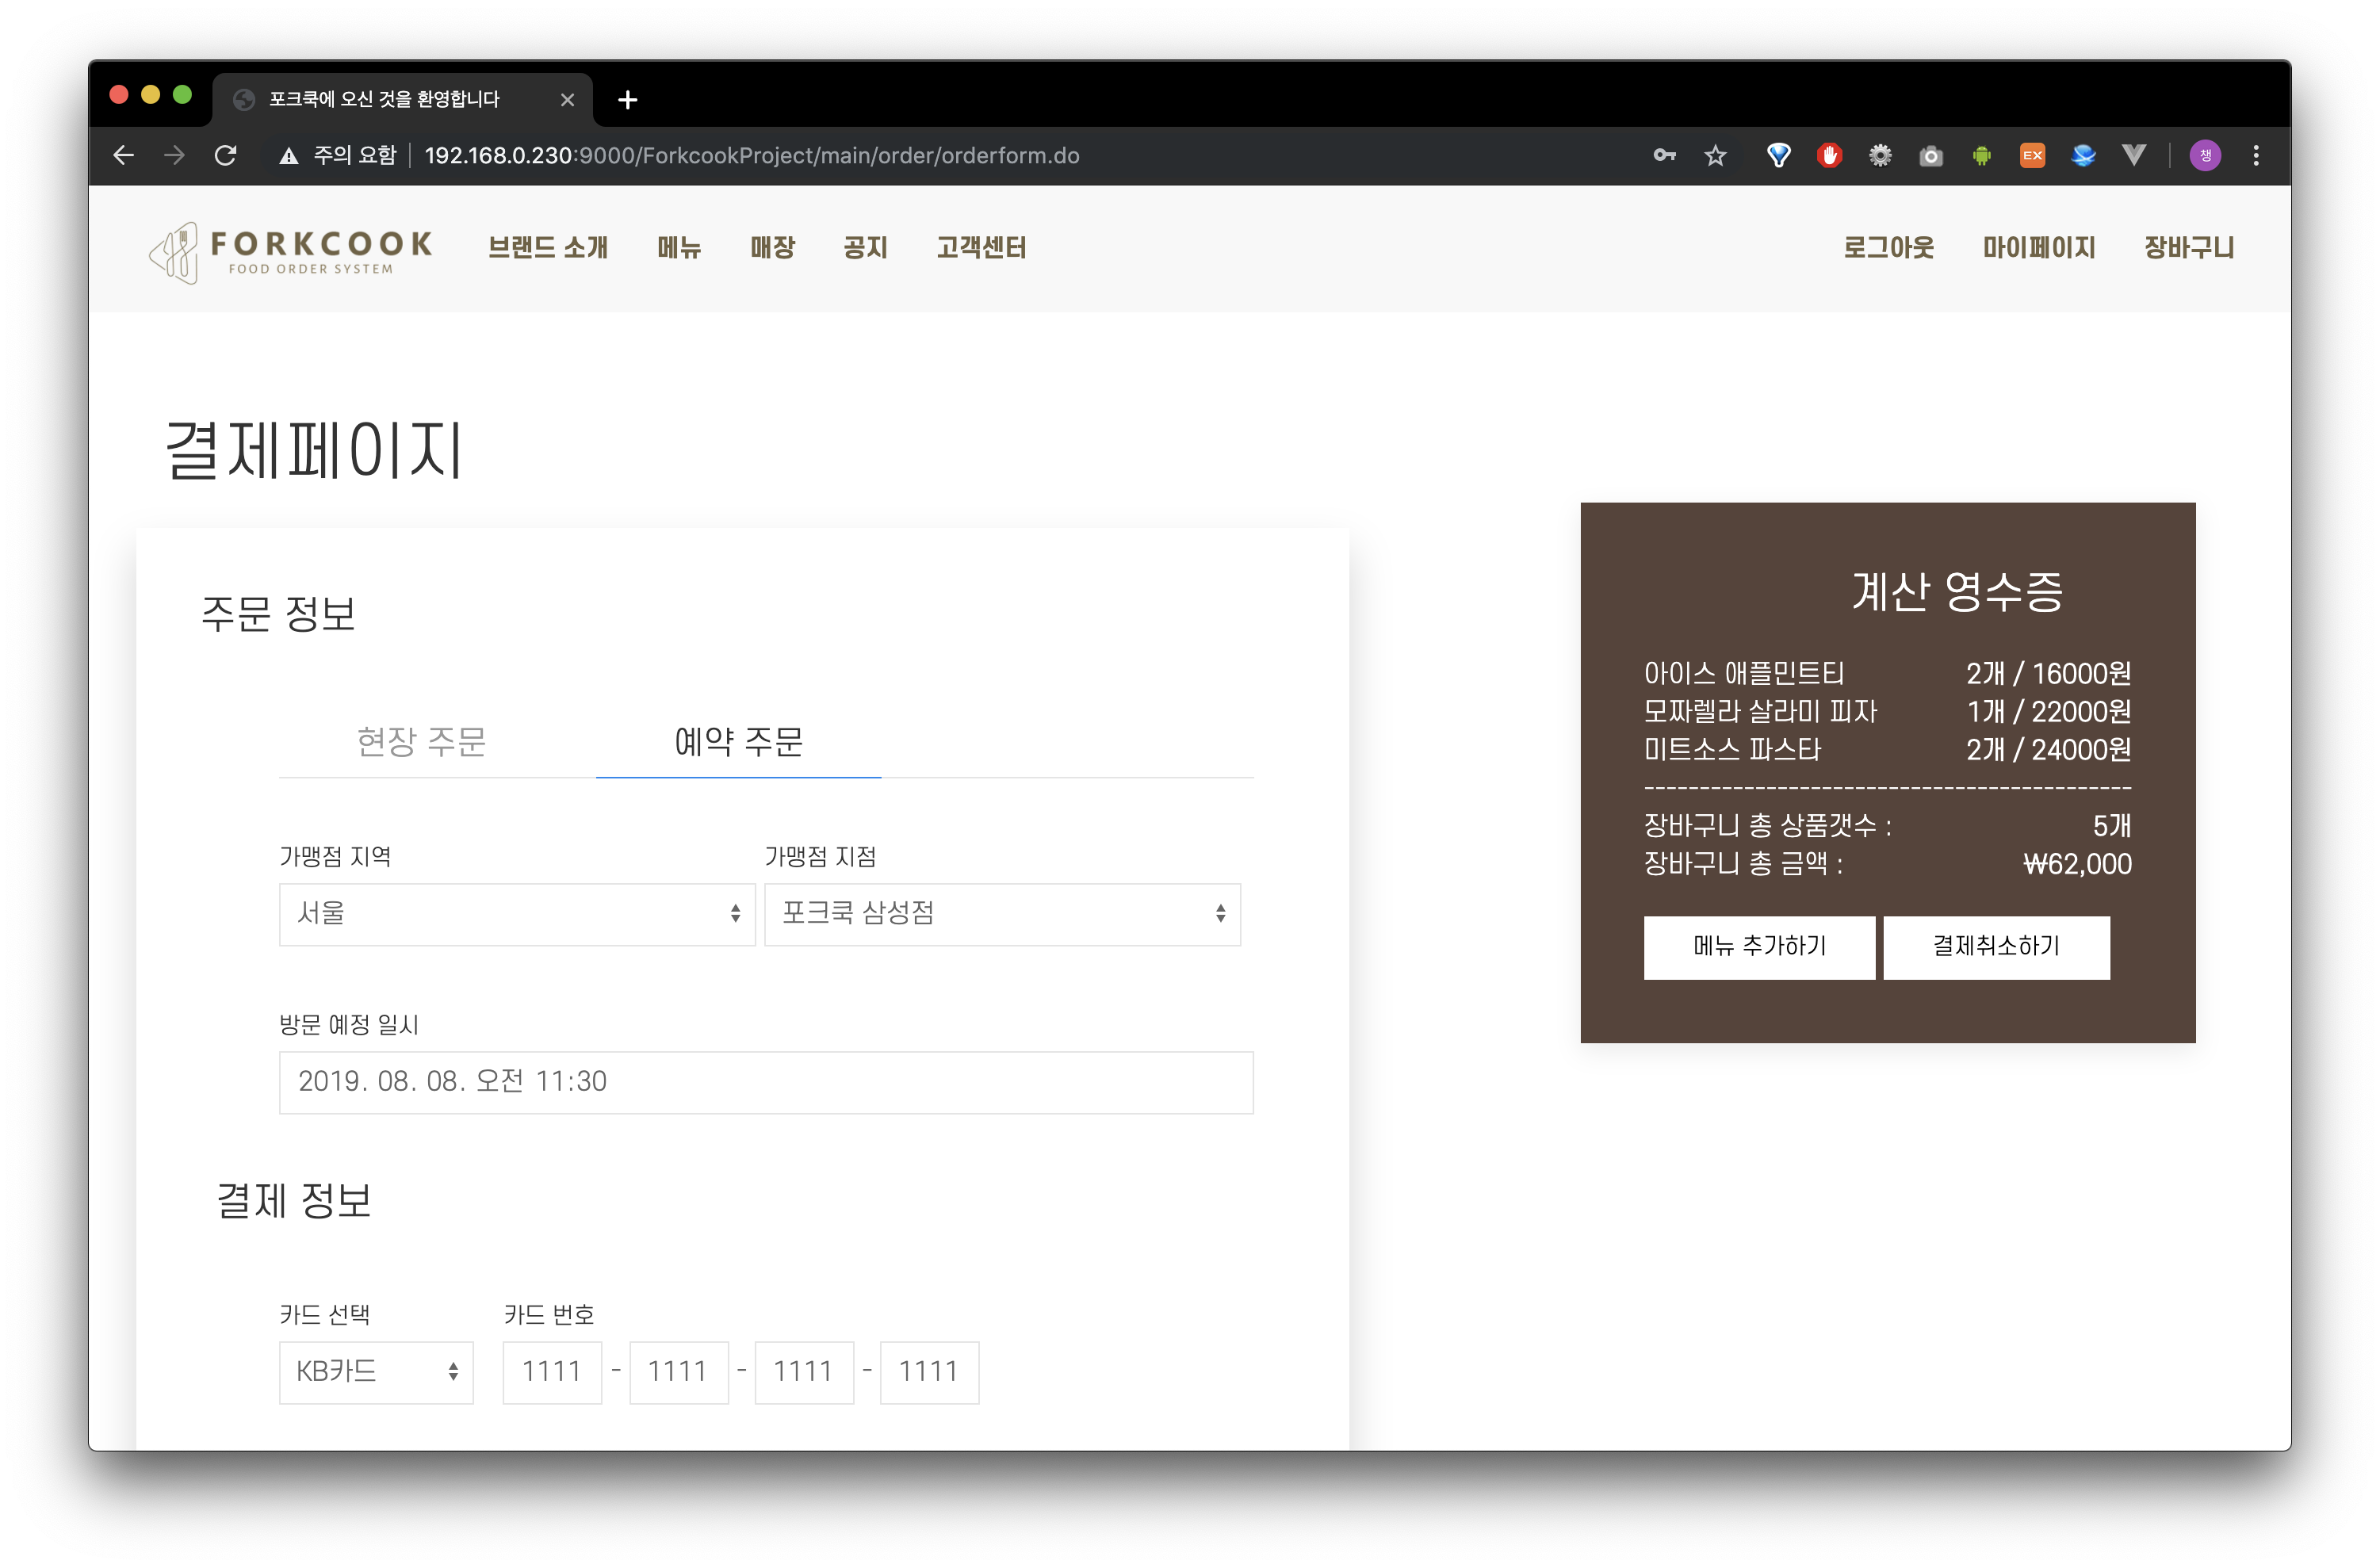 포크쿡에 오신 것을 환영합니다
주의 요함 | 192.168.0.230:9000/ForkcookProject/main/order/orderform.do
EX
챙
FORKCOOK
FOOD ORDER SYSTEM
브랜드 소개 메뉴 매장 공지 고객센터
로그아웃 마이페이지 장바구니
결제페이지
주문 정보
현장 주문 예약 주문
가맹점 지역 가맹점 지점
서울 포크쿡 삼성점
방문 예정 일시
2019. 08. 08. 오전 11:30
결제 정보
카드 선택 카드 번호
KB카드 1111 - 1111 - 1111 - 1111
계산 영수증
아이스 애플민트티 2개 / 16000원
모짜렐라 살라미 피자 1개 / 22000원
미트소스 파스타 2개 / 24000원
--------------------------------------------
장바구니 총 상품갯수 : 5개
장바구니 총 금액 : ₩62,000
메뉴 추가하기 결제취소하기